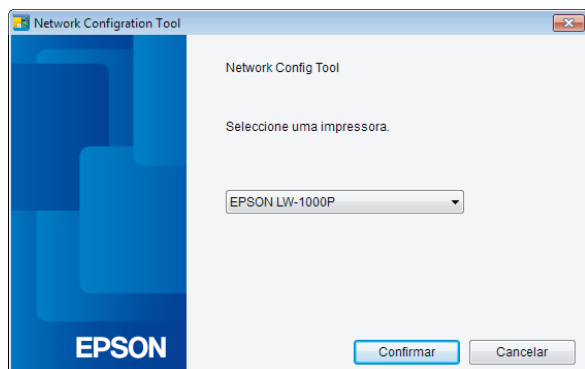 Network Configration Tool
Network Config Tool
Seleccione uma impressora.
EPSON LW-1000P
EPSON
Confirmar
Cancelar